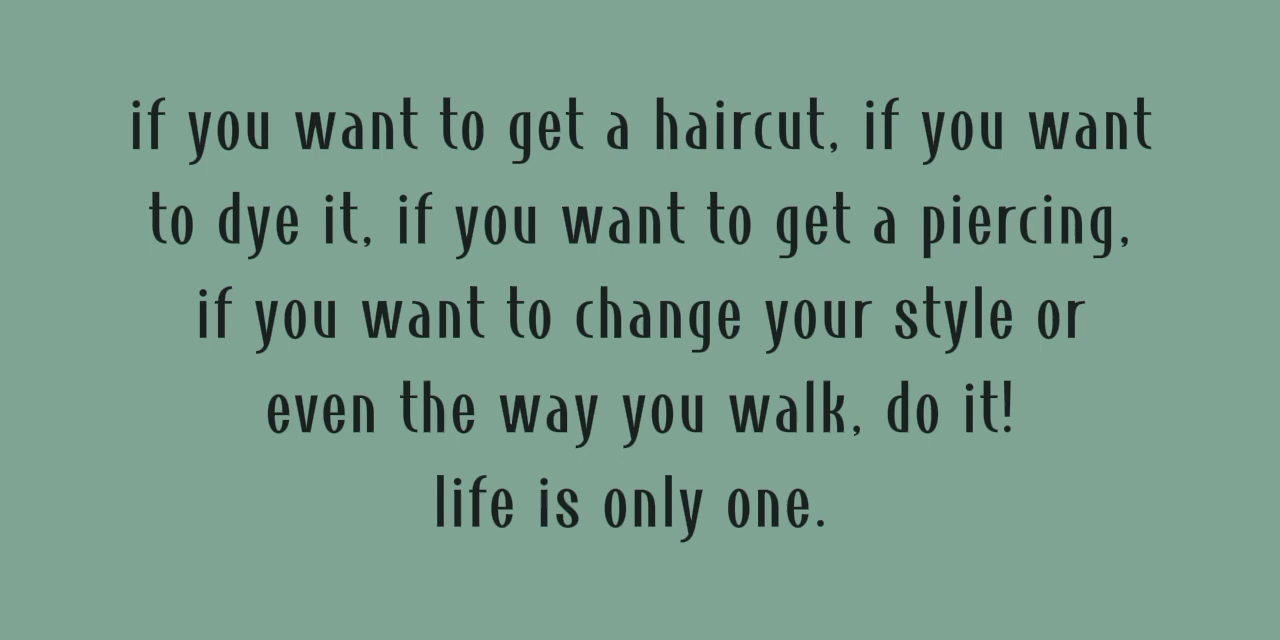 if you want to get a haircut, if you want
to dye it, if you want to get a piercing,
if you want to change your style or
even the way you walk, do it!
life is only one.